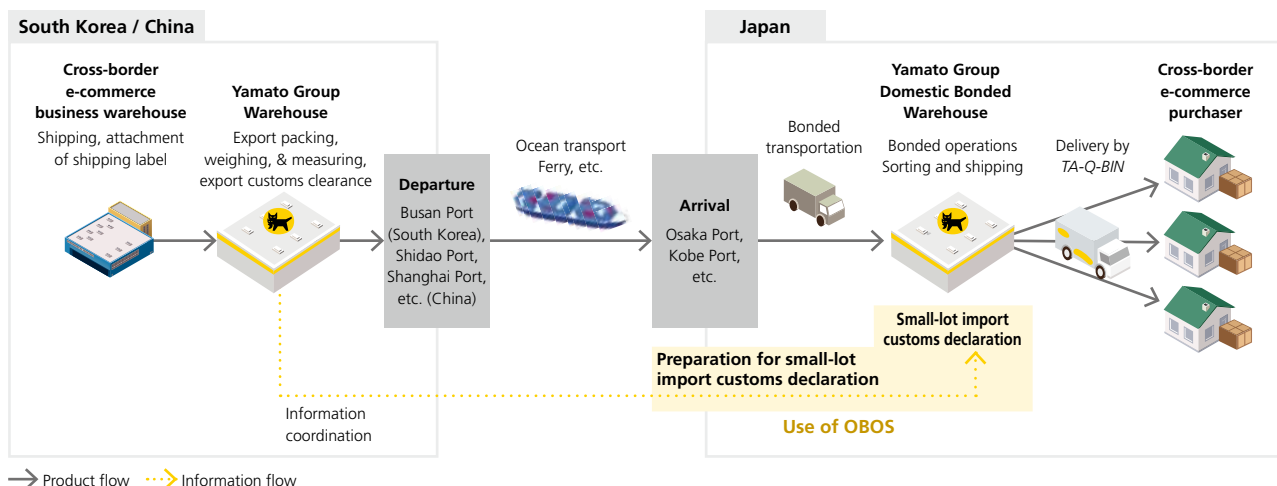 South Korea / China
Japan
Cross-border
e-commerce
business warehouse
Shipping, attachment
of shipping label
Yamato Group
Warehouse
Export packing,
weighing, & measuring,
export customs clearance
Departure
Busan Port
(South Korea),
Shidao Port,
Shanghai Port,
etc. (China)
Ocean transport
Ferry, etc.
Arrival
Osaka Port,
Kobe Port,
etc.
Bonded
transportation
Yamato Group
Domestic Bonded
Warehouse
Bonded operations
Sorting and shipping
Delivery by
TA-Q-BIN
Cross-border
e-commerce
purchaser
Small-lot import
customs declaration
Preparation for small-lot
import customs declaration
Information
coordination
Use of OBOS
Product flow
Information flow